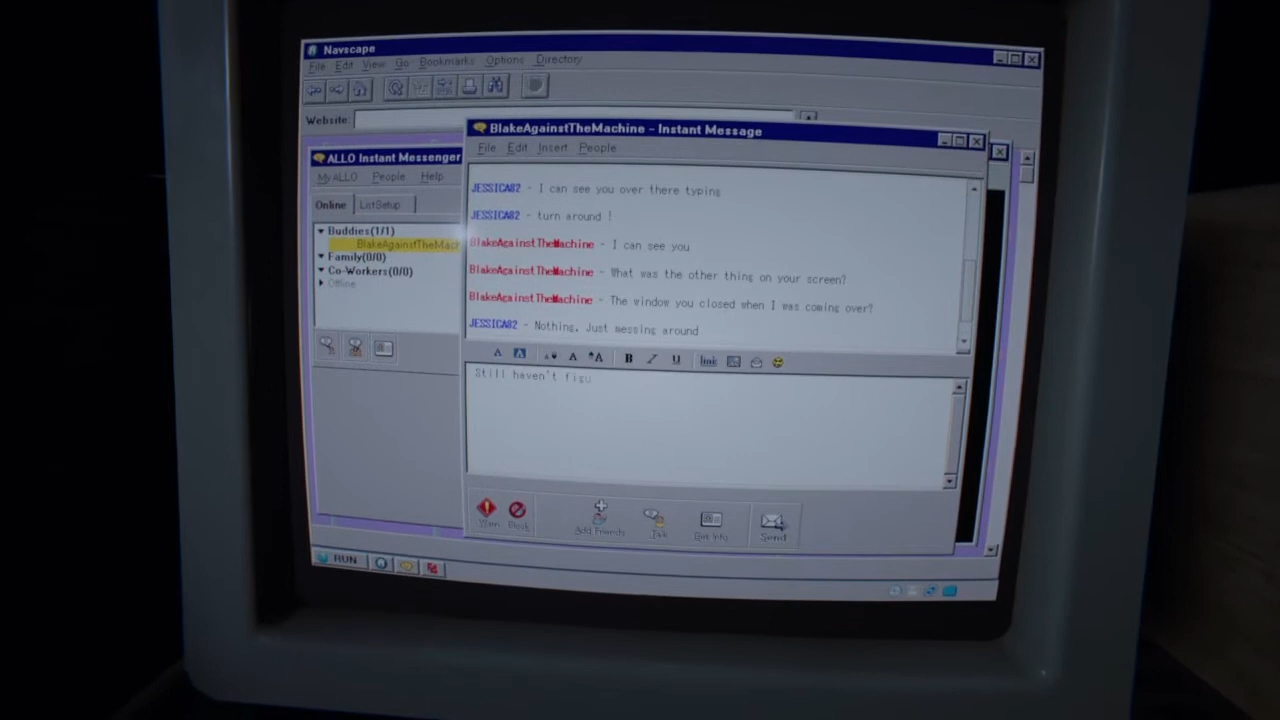 Navscape
File Edit View Go Bookmarks Options Directory
Website:
BlakeAgainstTheMachine - Instant Message
File Edit Insert People
ALLO Instant Messenger
My ALLO People Help
Online ListSetup
Buddies(1/1)
BlakeAgainstTheMach
Family(0/0)
Co-Workers(0/0)
Offline
JESSICA82 - I can see you over there typing
JESSICA82 - turn around !
BlakeAgainstTheMachine - I can see you
BlakeAgainstTheMachine - What was the other thing on your screen?
BlakeAgainstTheMachine - The window you closed when I was coming over?
JESSICA82 - Nothing. Just messing around
A A A A A B I U link
Still haven't figu
Warn Block Add Friends Talk Get Info Send
RUN